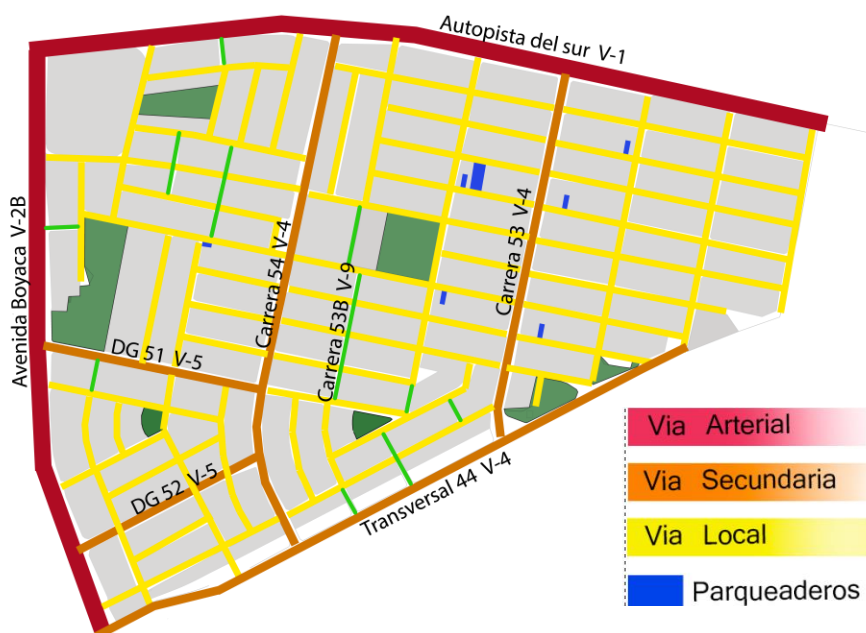 Autopista del sur V-1
Avenida Boyaca V-2B
Carrera 54 V-4
Carrera 53B V-9
Carrera 53 V-4
DG 51 V-5
DG 52 V-5
Transversal 44 V-4
Via Arterial
Via Secundaria
Via Local
Parqueaderos